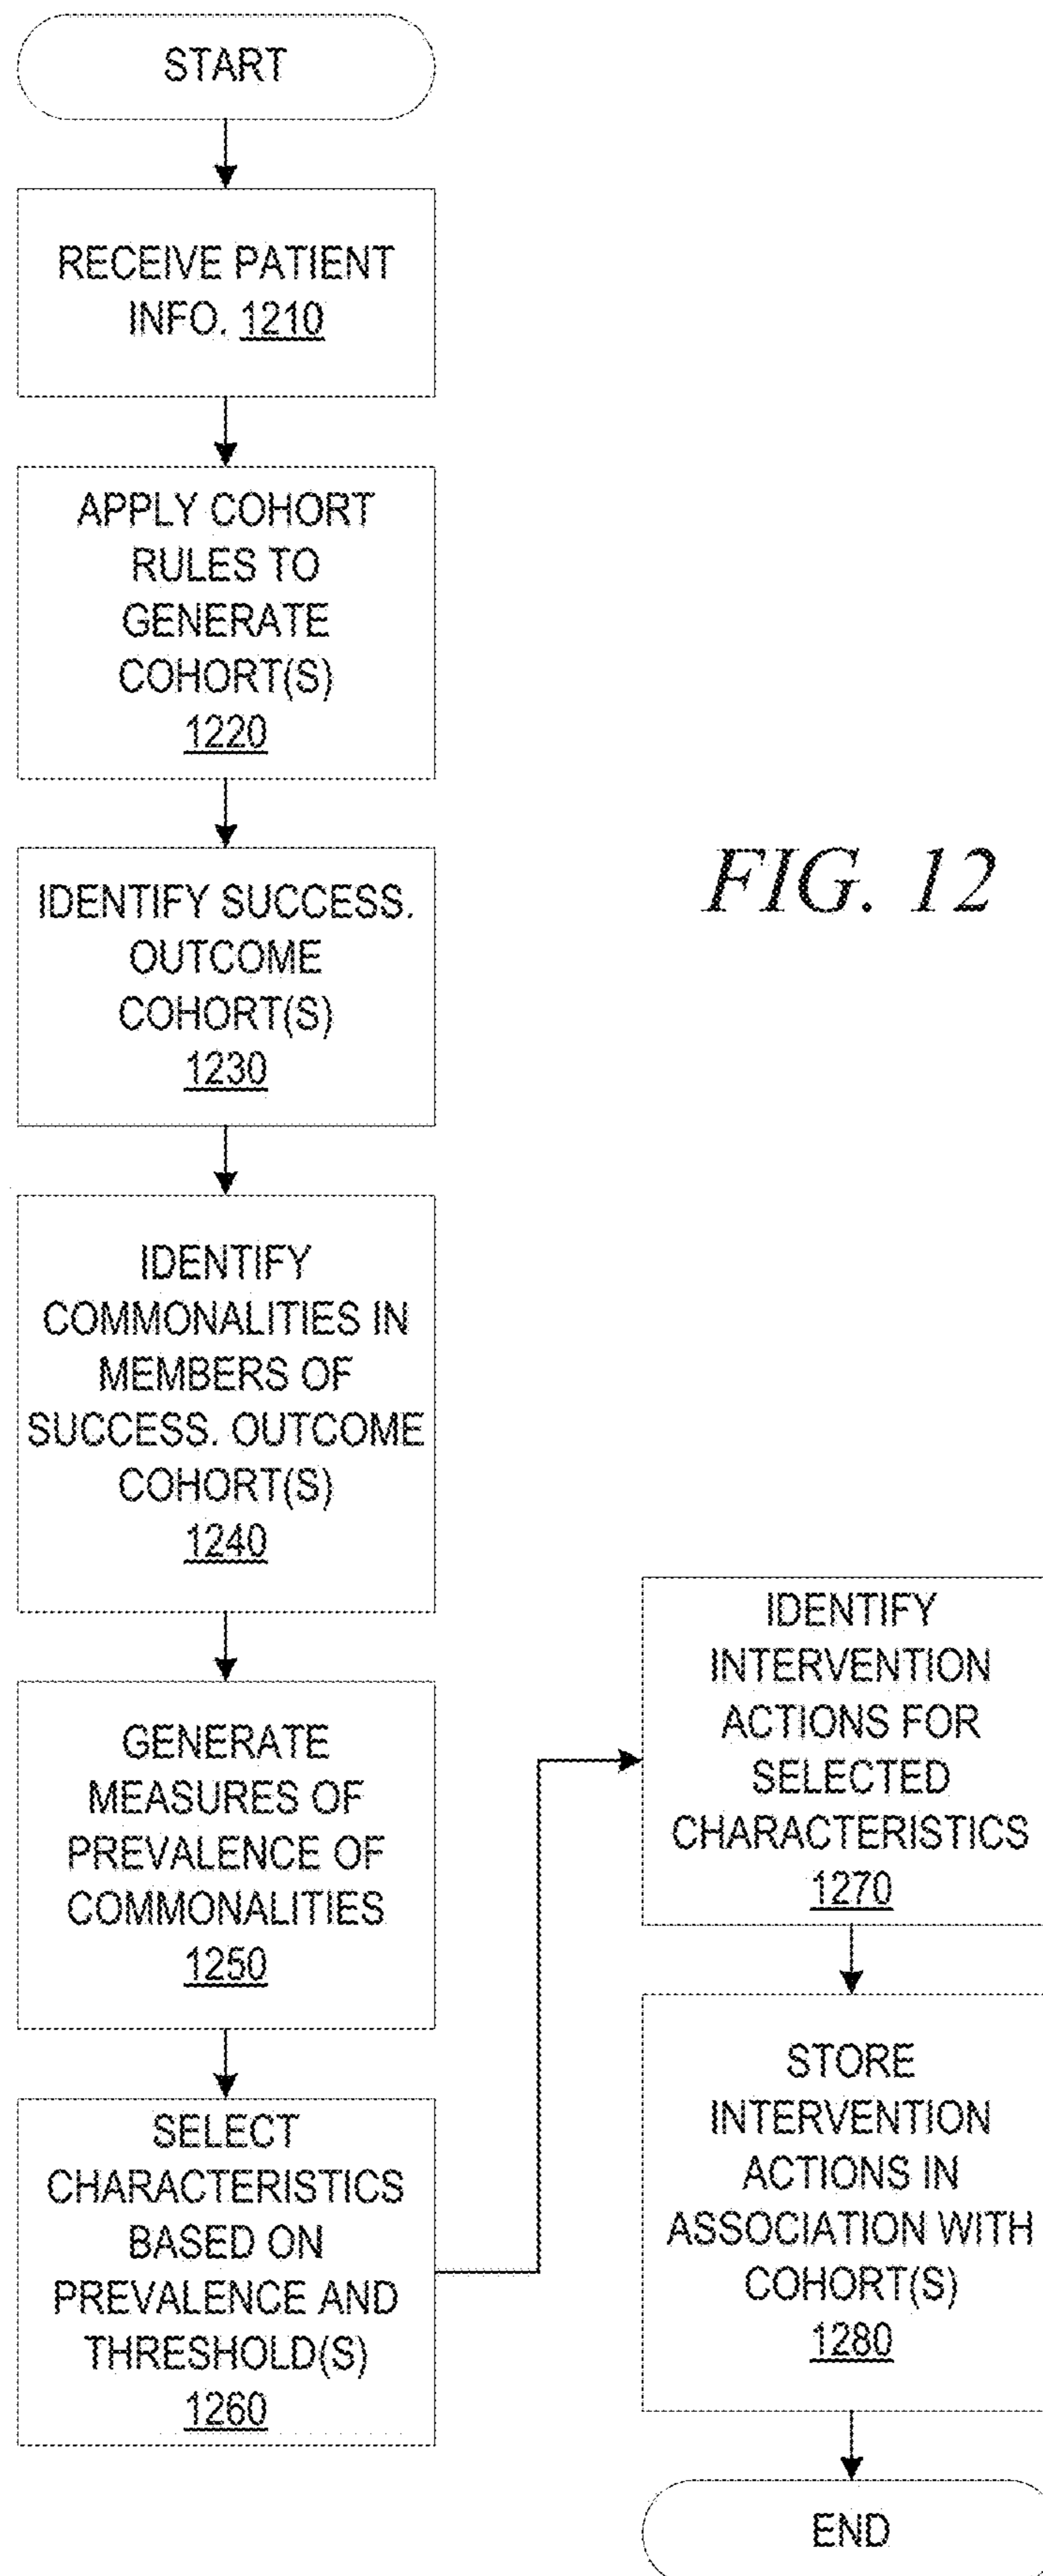 START
RECEIVE PATIENT
INFO. 1210
APPLY COHORT
RULES TO
GENERATE
COHORT(S)
1220
IDENTIFY SUCCESS.
OUTCOME
COHORT(S)
1230
FIG. 12
IDENTIFY
COMMONALITIES IN
MEMBERS OF
SUCCESS. OUTCOME
COHORT(S)
1240
GENERATE
MEASURES OF
PREVALENCE OF
COMMONALITIES
1250
SELECT
CHARACTERISTICS
BASED ON
PREVALENCE AND
THRESHOLD(S)
1260
IDENTIFY
INTERVENTION
ACTIONS FOR
SELECTED
CHARACTERISTICS
1270
STORE
INTERVENTION
ACTIONS IN
ASSOCIATION WITH
COHORT(S)
1280
END